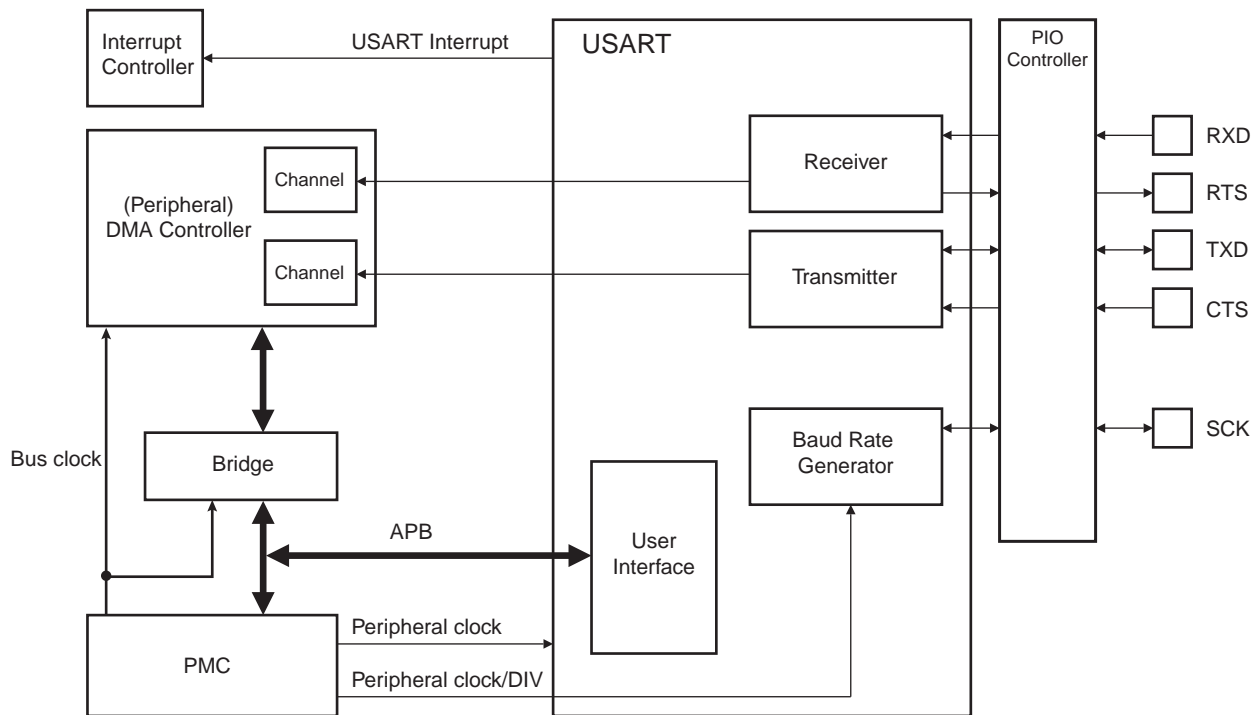 Interrupt
Controller
USART Interrupt
USART
PIO
Controller
(Peripheral)
DMA Controller
Channel
Channel
Receiver
Transmitter
RXD
RTS
TXD
CTS
SCK
Bus clock
Bridge
APB
User
Interface
Baud Rate
Generator
PMC
Peripheral clock
Peripheral clock/DIV